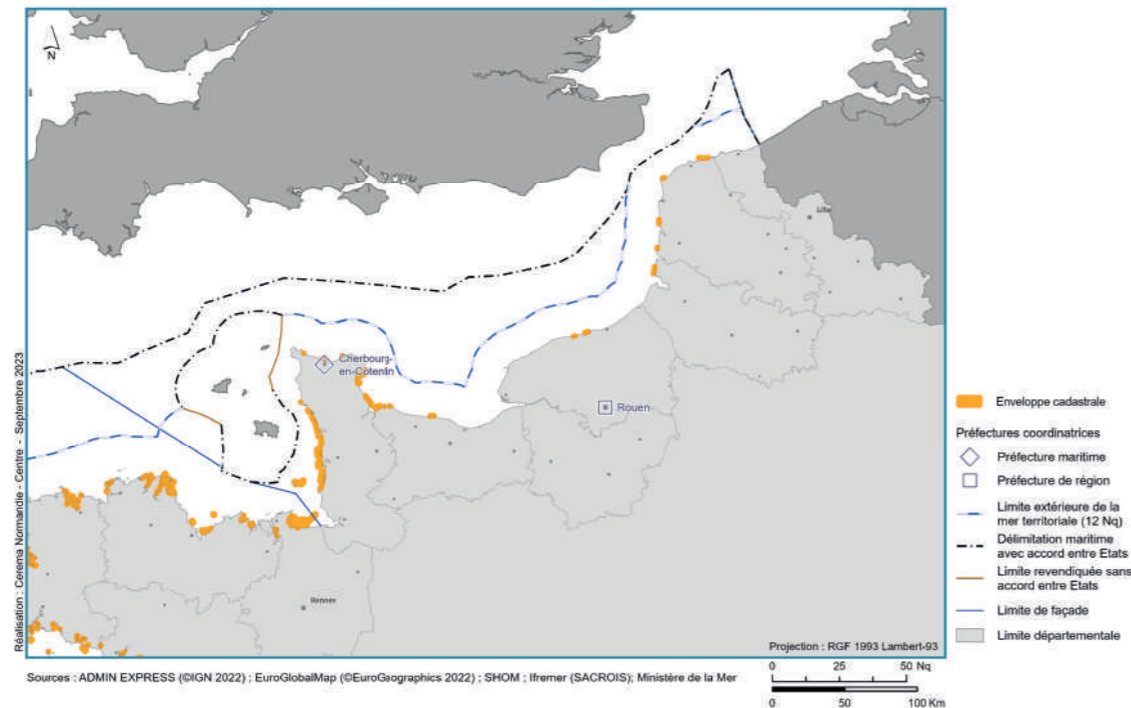 N
Lille
Cherbourg-
en-Cotentin
Rouen
Rennes
Réalisation : Cerema Normandie - Centre - Septembre 2023
Projection : RGF 1993 Lambert-93
Enveloppe cadastrale
Préfectures coordinatrices
Préfecture maritime
Préfecture de région
Limite extérieure de la
mer territoriale (12 Nq)
Délimitation maritime
avec accord entre Etats
Limite revendiquée sans
accord entre Etats
Limite de façade
Limite départementale
0 25 50 Nq
0 50 100 Km
Sources : ADMIN EXPRESS (©IGN 2022) ; EuroGlobalMap (©EuroGeographics 2022) ; SHOM ; Ifremer (SACROIS); Ministère de la Mer